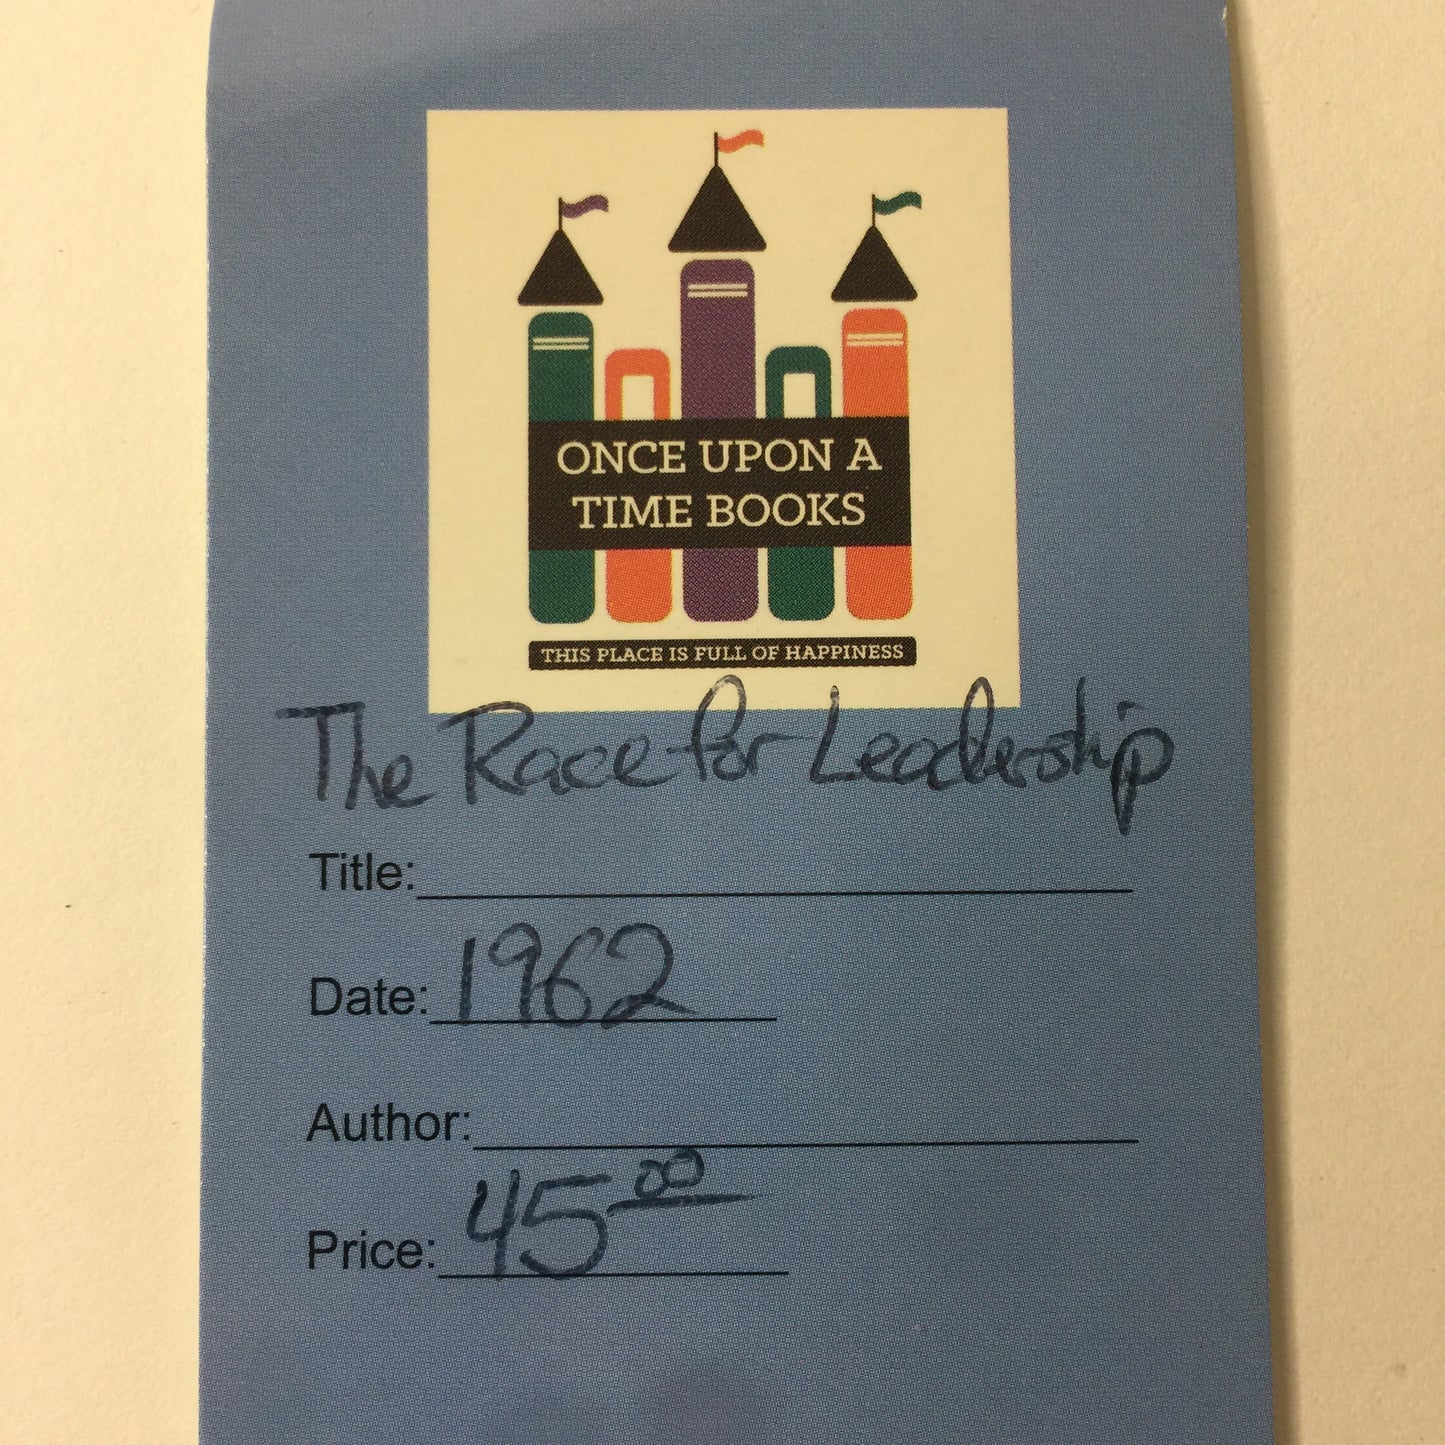 ONCE UPON A
TIME BOOKS
THIS PLACE IS FULL OF HAPPINESS
The Race for Leadership
Title:
Date: 1962
Author:
Price: 45 00